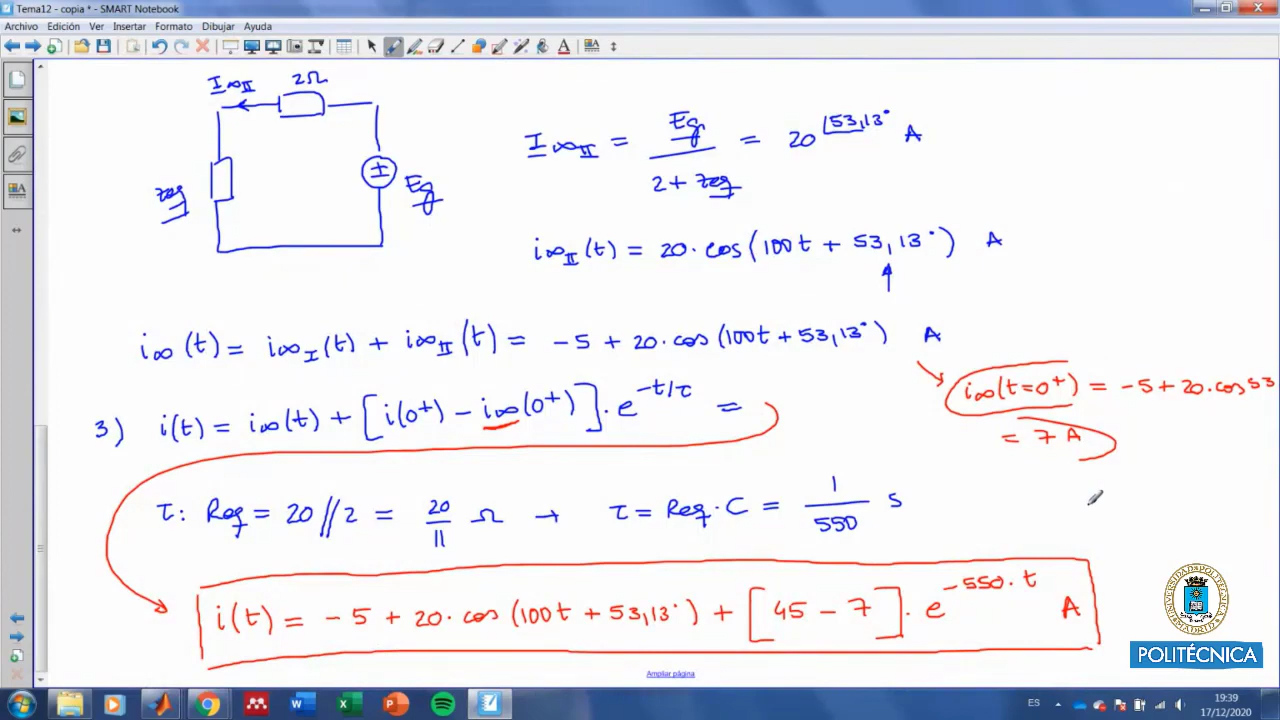 Tema12 - copia * - SMART Notebook
Archivo Edición Ver Insertar Formato Dibujar Ayuda
I∞II 2Ω
Zeq Eg
I∞II = Eg / (2 + Zeq) = 20 ∠53,13° A
i∞II(t) = 20·cos(100t + 53,13°) A
i∞(t) = i∞I(t) + i∞II(t) = -5 + 20·cos(100t + 53,13°) A
i∞(t=0⁺) = -5 + 20·cos 53
= 7 A
3) i(t) = i∞(t) + [i(0⁺) - i∞(0⁺)]·e^(-t/τ) =
τ: Req = 20//2 = 20/11 Ω → τ = Req·C = 1/550 s
i(t) = -5 + 20·cos(100t + 53,13°) + [45 - 7]·e^(-550·t) A
POLITÉCNICA
Ampliar página
ES 19:39
17/12/2020